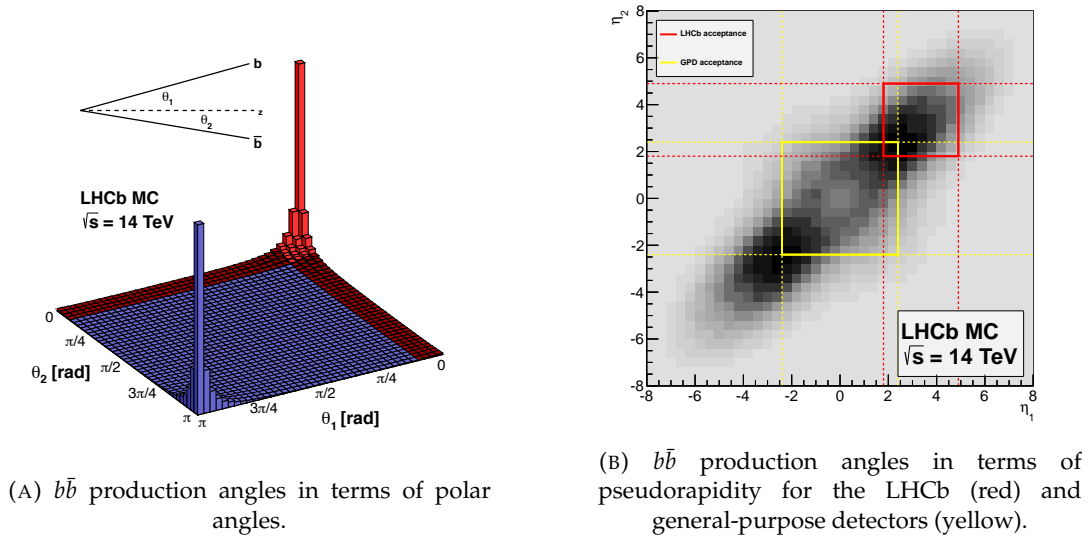 b
θ1
z
θ2
b̄
LHCb MC
√s = 14 TeV
0
π/4
π/2
3π/4
π
θ2 [rad]
π
3π/4
π/2
π/4
0
θ1 [rad]
(A) bb̄ production angles in terms of polar
angles.
η2
8
6
4
2
0
-2
-4
-6
-8
LHCb acceptance
GPD acceptance
LHCb MC
√s = 14 TeV
-8
-6
-4
-2
0
2
4
6
8
η1
(B) bb̄ production angles in terms of
pseudorapidity for the LHCb (red) and
general-purpose detectors (yellow).